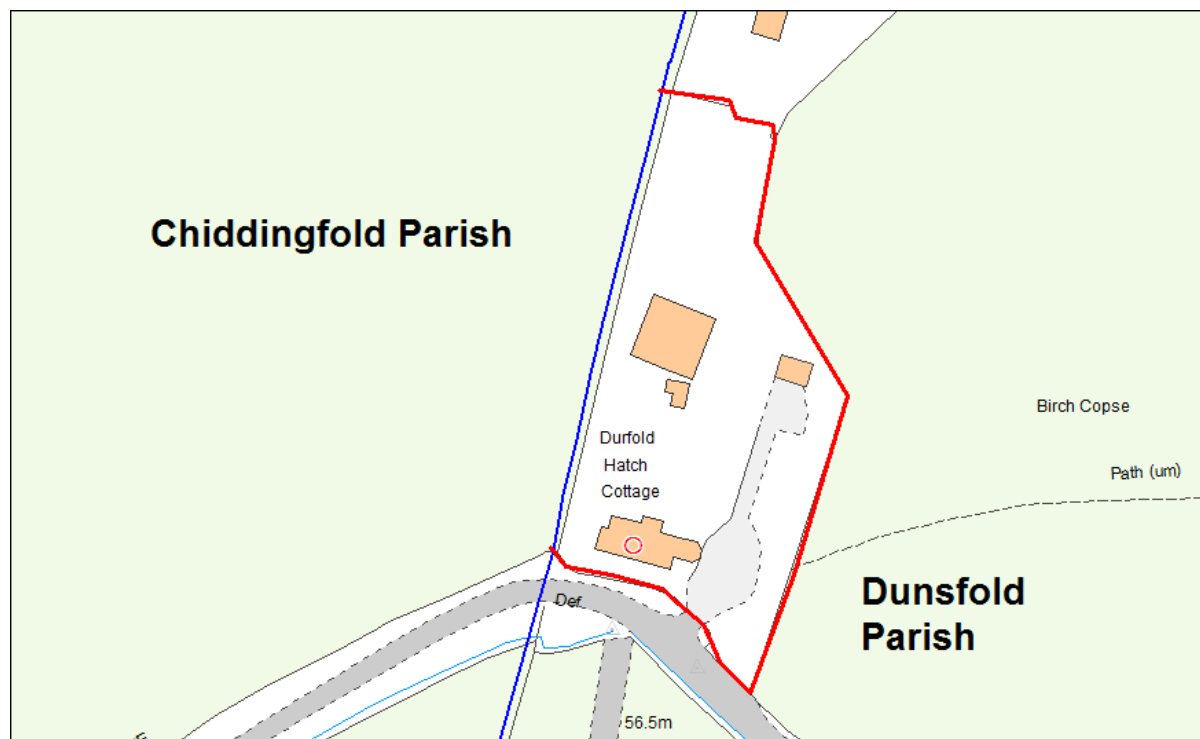 Chiddingfold Parish
Birch Copse
Durfold
Hatch
Cottage
Path (um)
Dunsfold
Parish
Def
56.5m